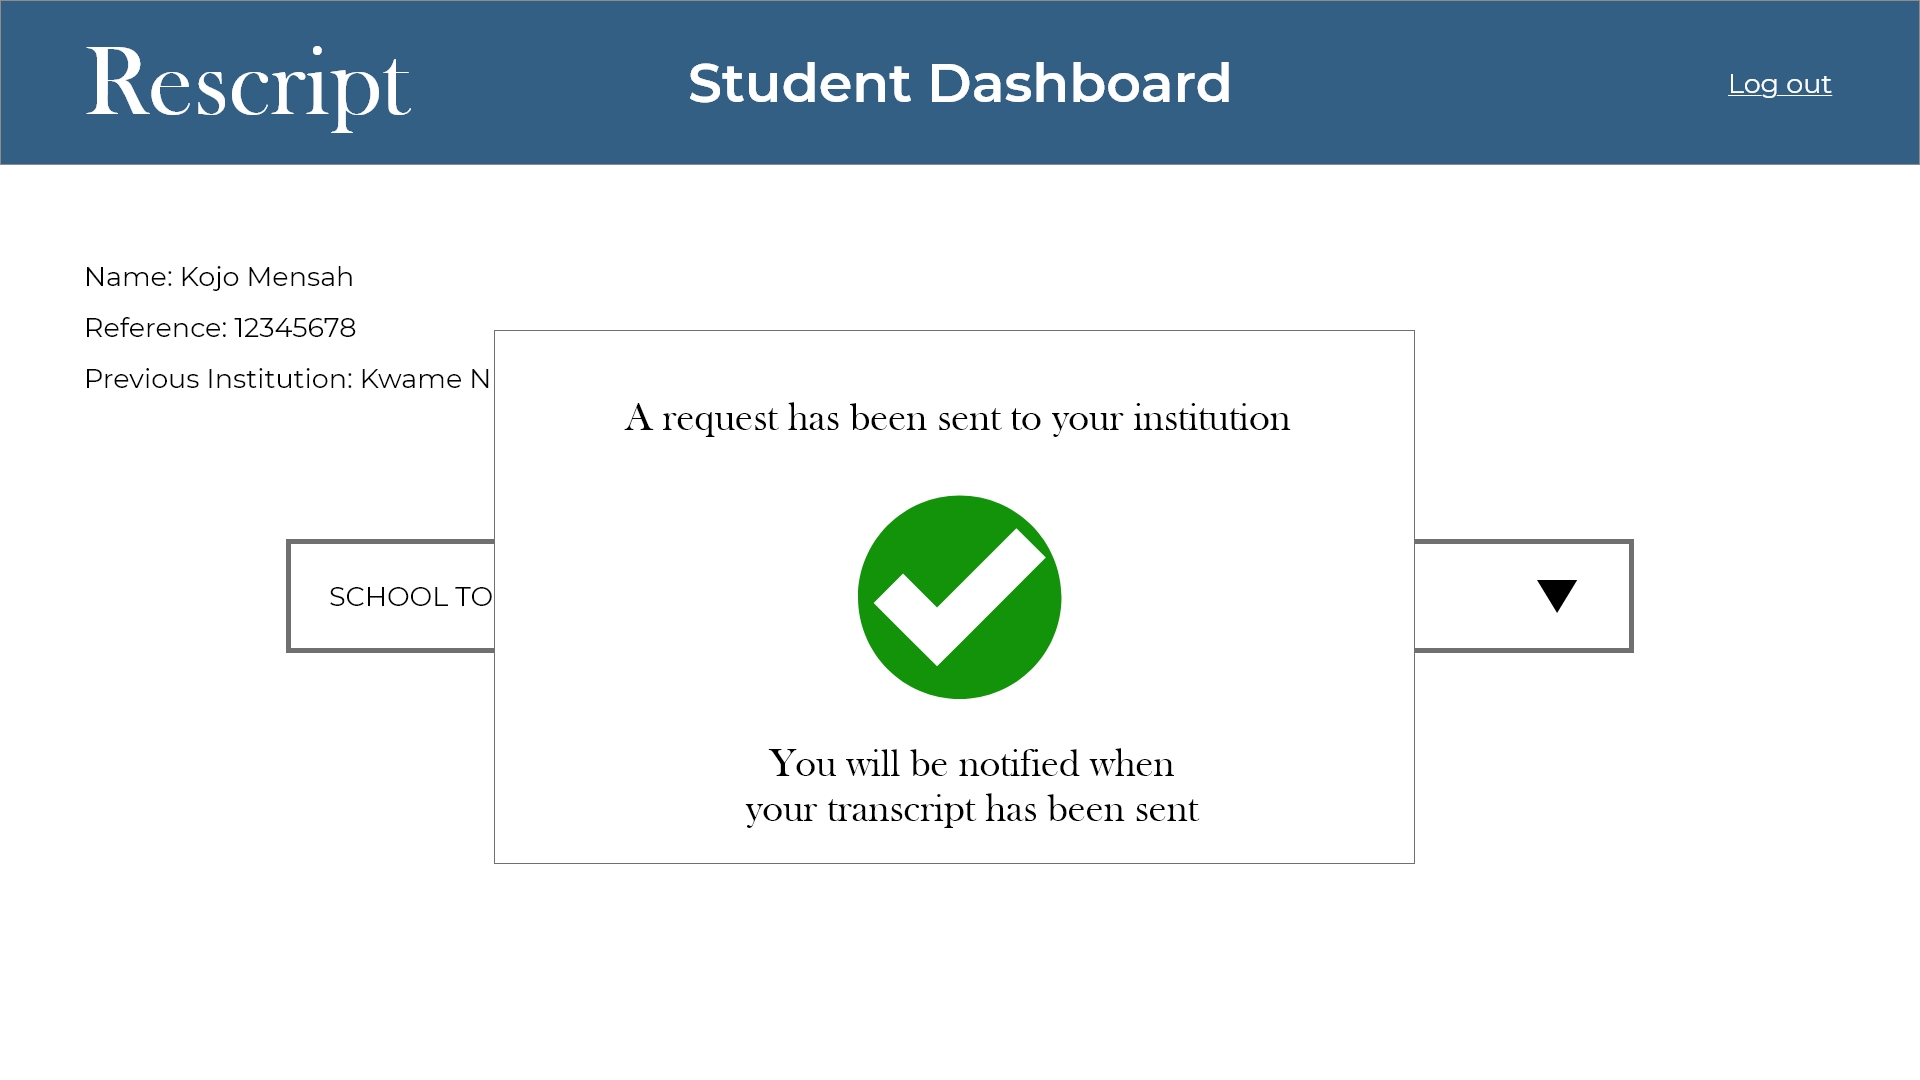 Rescript
Student Dashboard
Log out
Name: Kojo Mensah
Reference: 12345678
Previous Institution: Kwame N
A request has been sent to your institution
SCHOOL TO
You will be notified when
your transcript has been sent